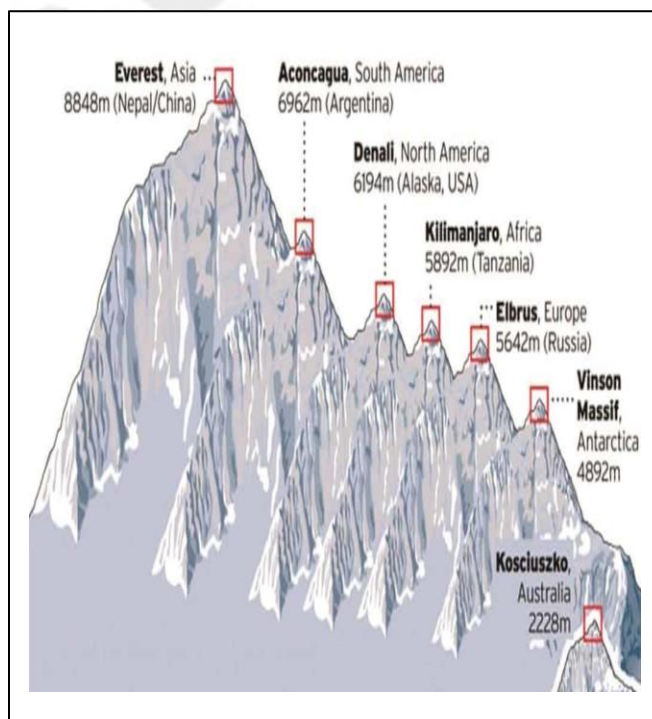 Everest, Asia
8848m (Nepal/China)
Aconcagua, South America
6962m (Argentina)
Denali, North America
6194m (Alaska, USA)
Kilimanjaro, Africa
5892m (Tanzania)
Elbrus, Europe
5642m (Russia)
Vinson
Massif,
Antarctica
4892m
Kosciuszko,
Australia
2228m